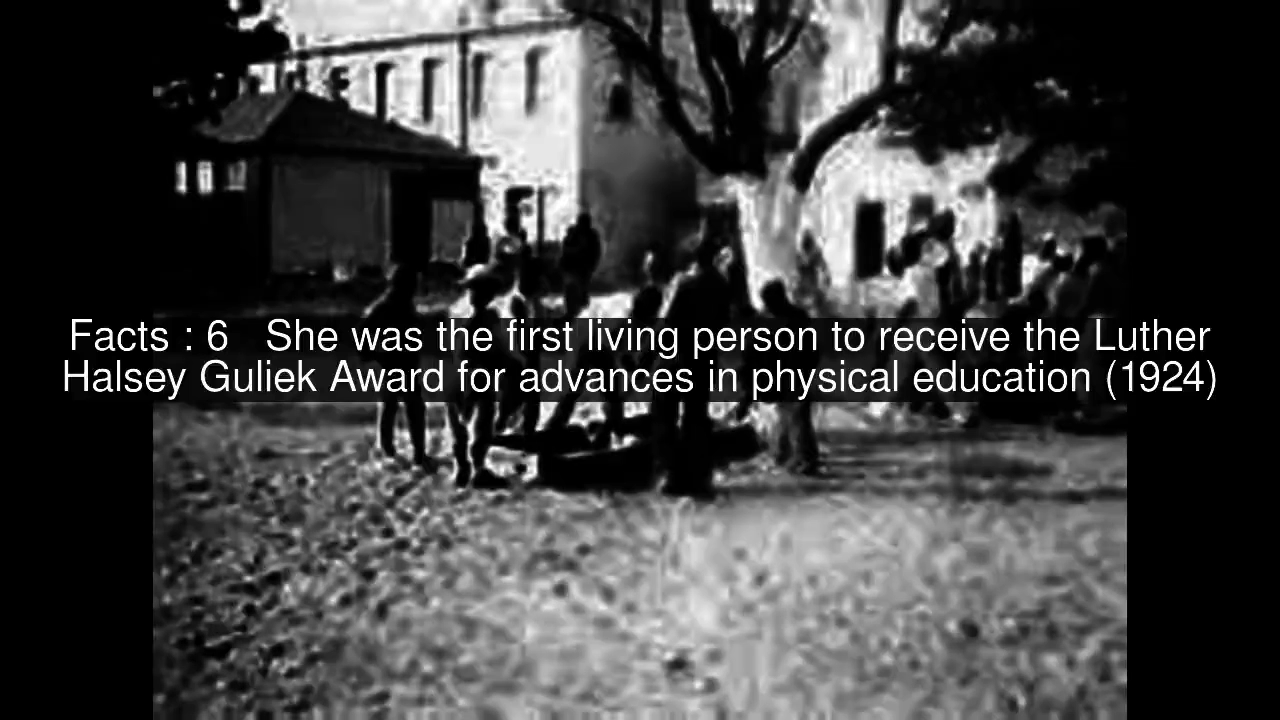 Facts : 6   She was the first living person to receive the Luther
Halsey Guliek Award for advances in physical education (1924)